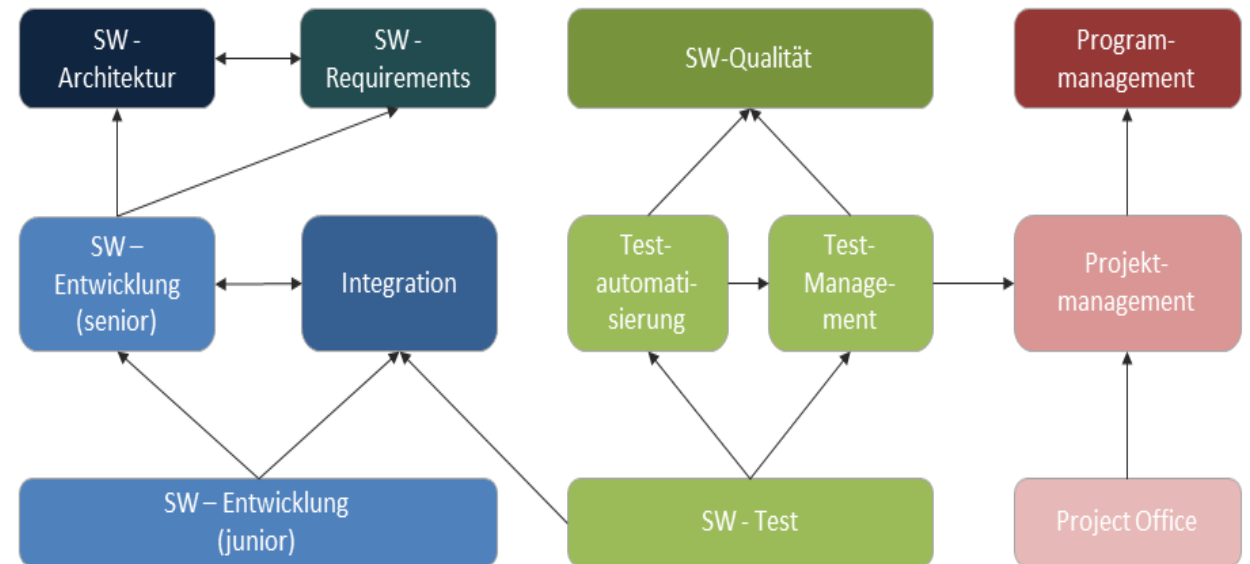 SW -
Architektur
SW -
Requirements
SW-Qualität
Program-
management
SW –
Entwicklung
(senior)
Integration
Test-
automati-
sierung
Test-
Manage-
ment
Projekt-
management
SW – Entwicklung
(junior)
SW - Test
Project Office